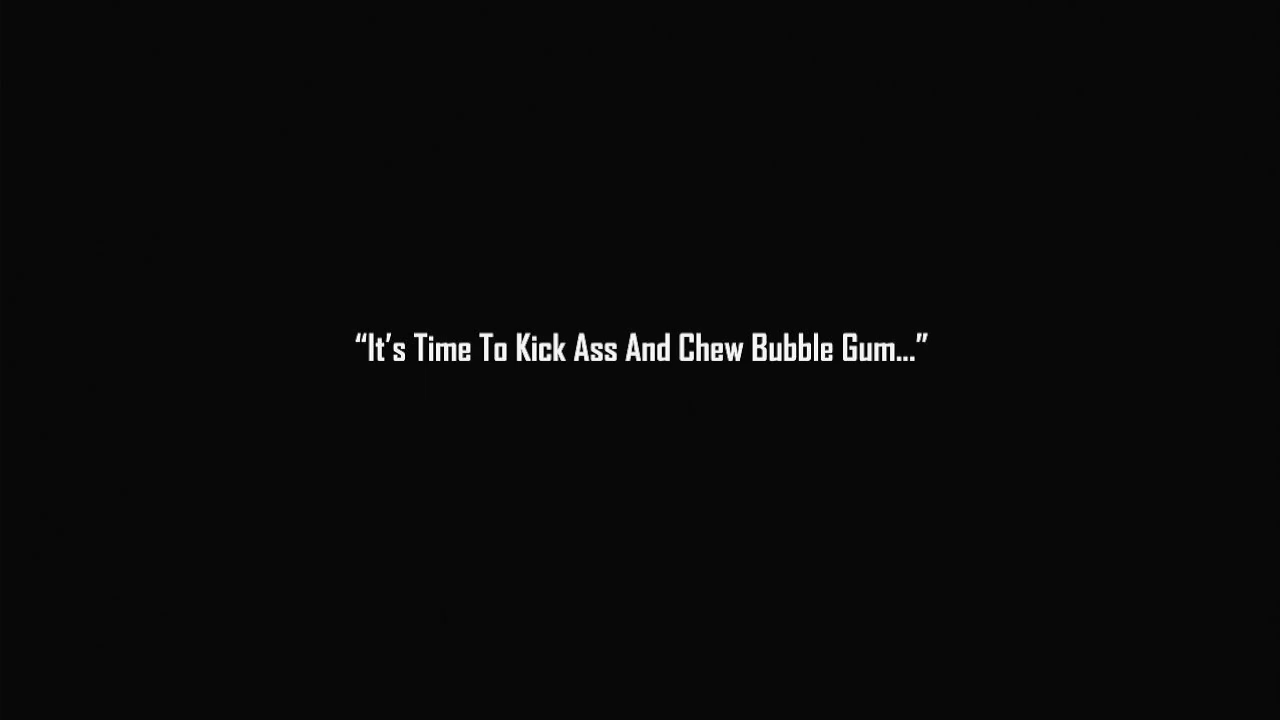 “It’s Time To Kick Ass And Chew Bubble Gum...”